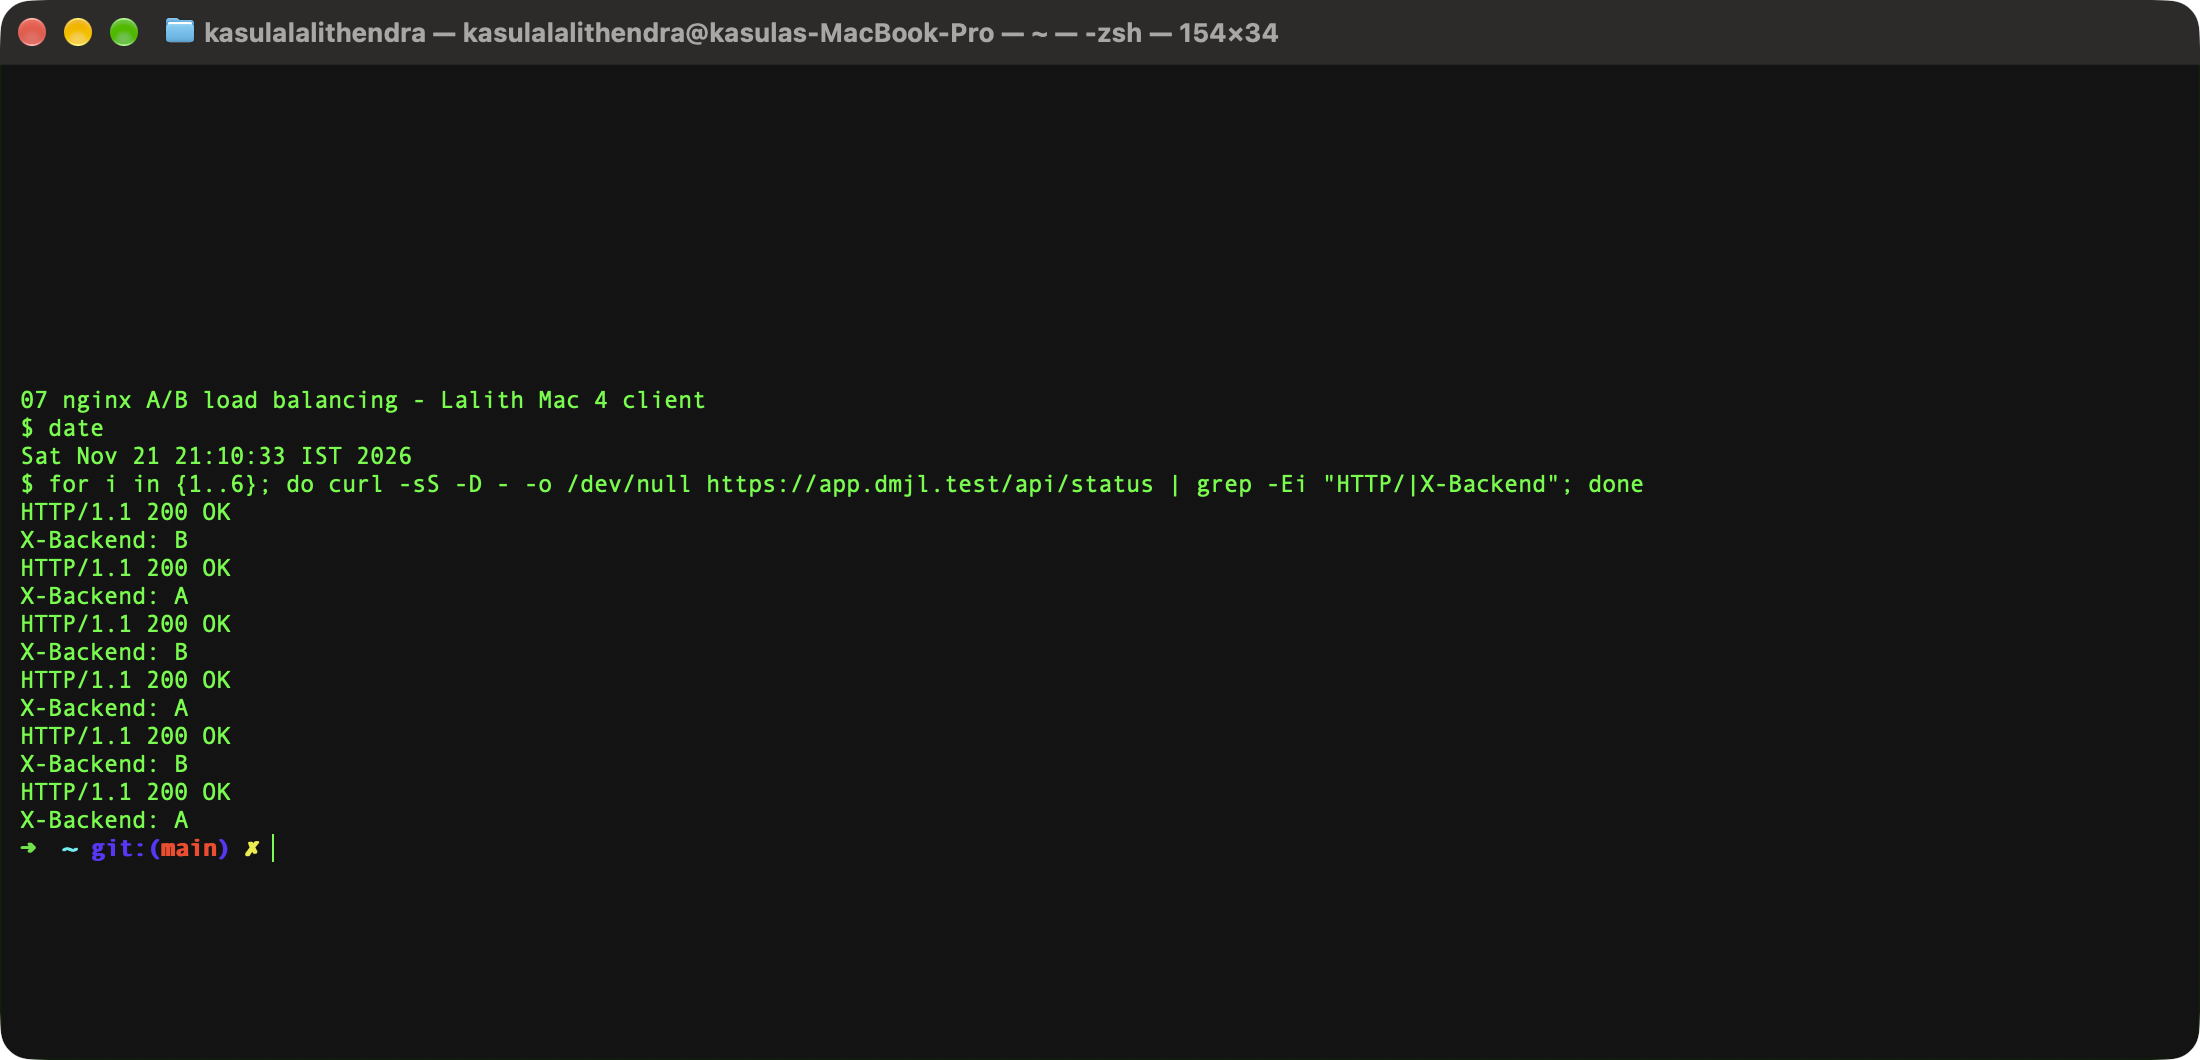 kasulalalithendra — kasulalalithendra@kasulas-MacBook-Pro — ~ — -zsh — 154×34
07 nginx A/B load balancing - Lalith Mac 4 client
$ date
Sat Nov 21 21:10:33 IST 2026
$ for i in {1..6}; do curl -sS -D - -o /dev/null https://app.dmjl.test/api/status | grep -Ei "HTTP/|X-Backend"; done
HTTP/1.1 200 OK
X-Backend: B
HTTP/1.1 200 OK
X-Backend: A
HTTP/1.1 200 OK
X-Backend: B
HTTP/1.1 200 OK
X-Backend: A
HTTP/1.1 200 OK
X-Backend: B
HTTP/1.1 200 OK
X-Backend: A
➜  ~ git:(main) ✗